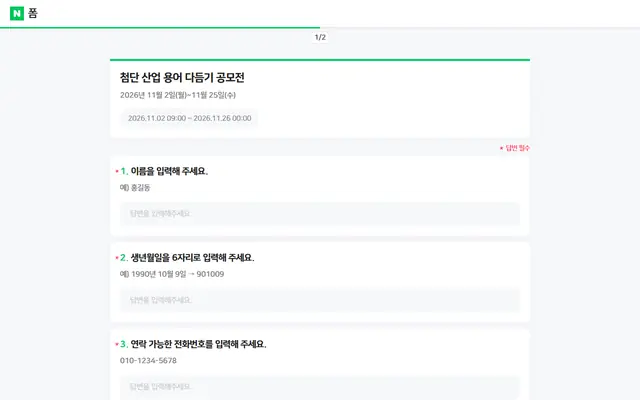 N 폼
1/2
첨단 산업 용어 다듬기 공모전
2026년 11월 2일(월)~11월 25일(수)
2026.11.02 09:00 ~ 2026.11.26 00:00
* 답변 필수
* 1. 이름을 입력해 주세요.
예) 홍길동
답변을 입력해주세요.
* 2. 생년월일을 6자리로 입력해 주세요.
예) 1990년 10월 9일 → 901009
답변을 입력해주세요.
* 3. 연락 가능한 전화번호를 입력해 주세요.
010-1234-5678
답변을 입력해주세요.